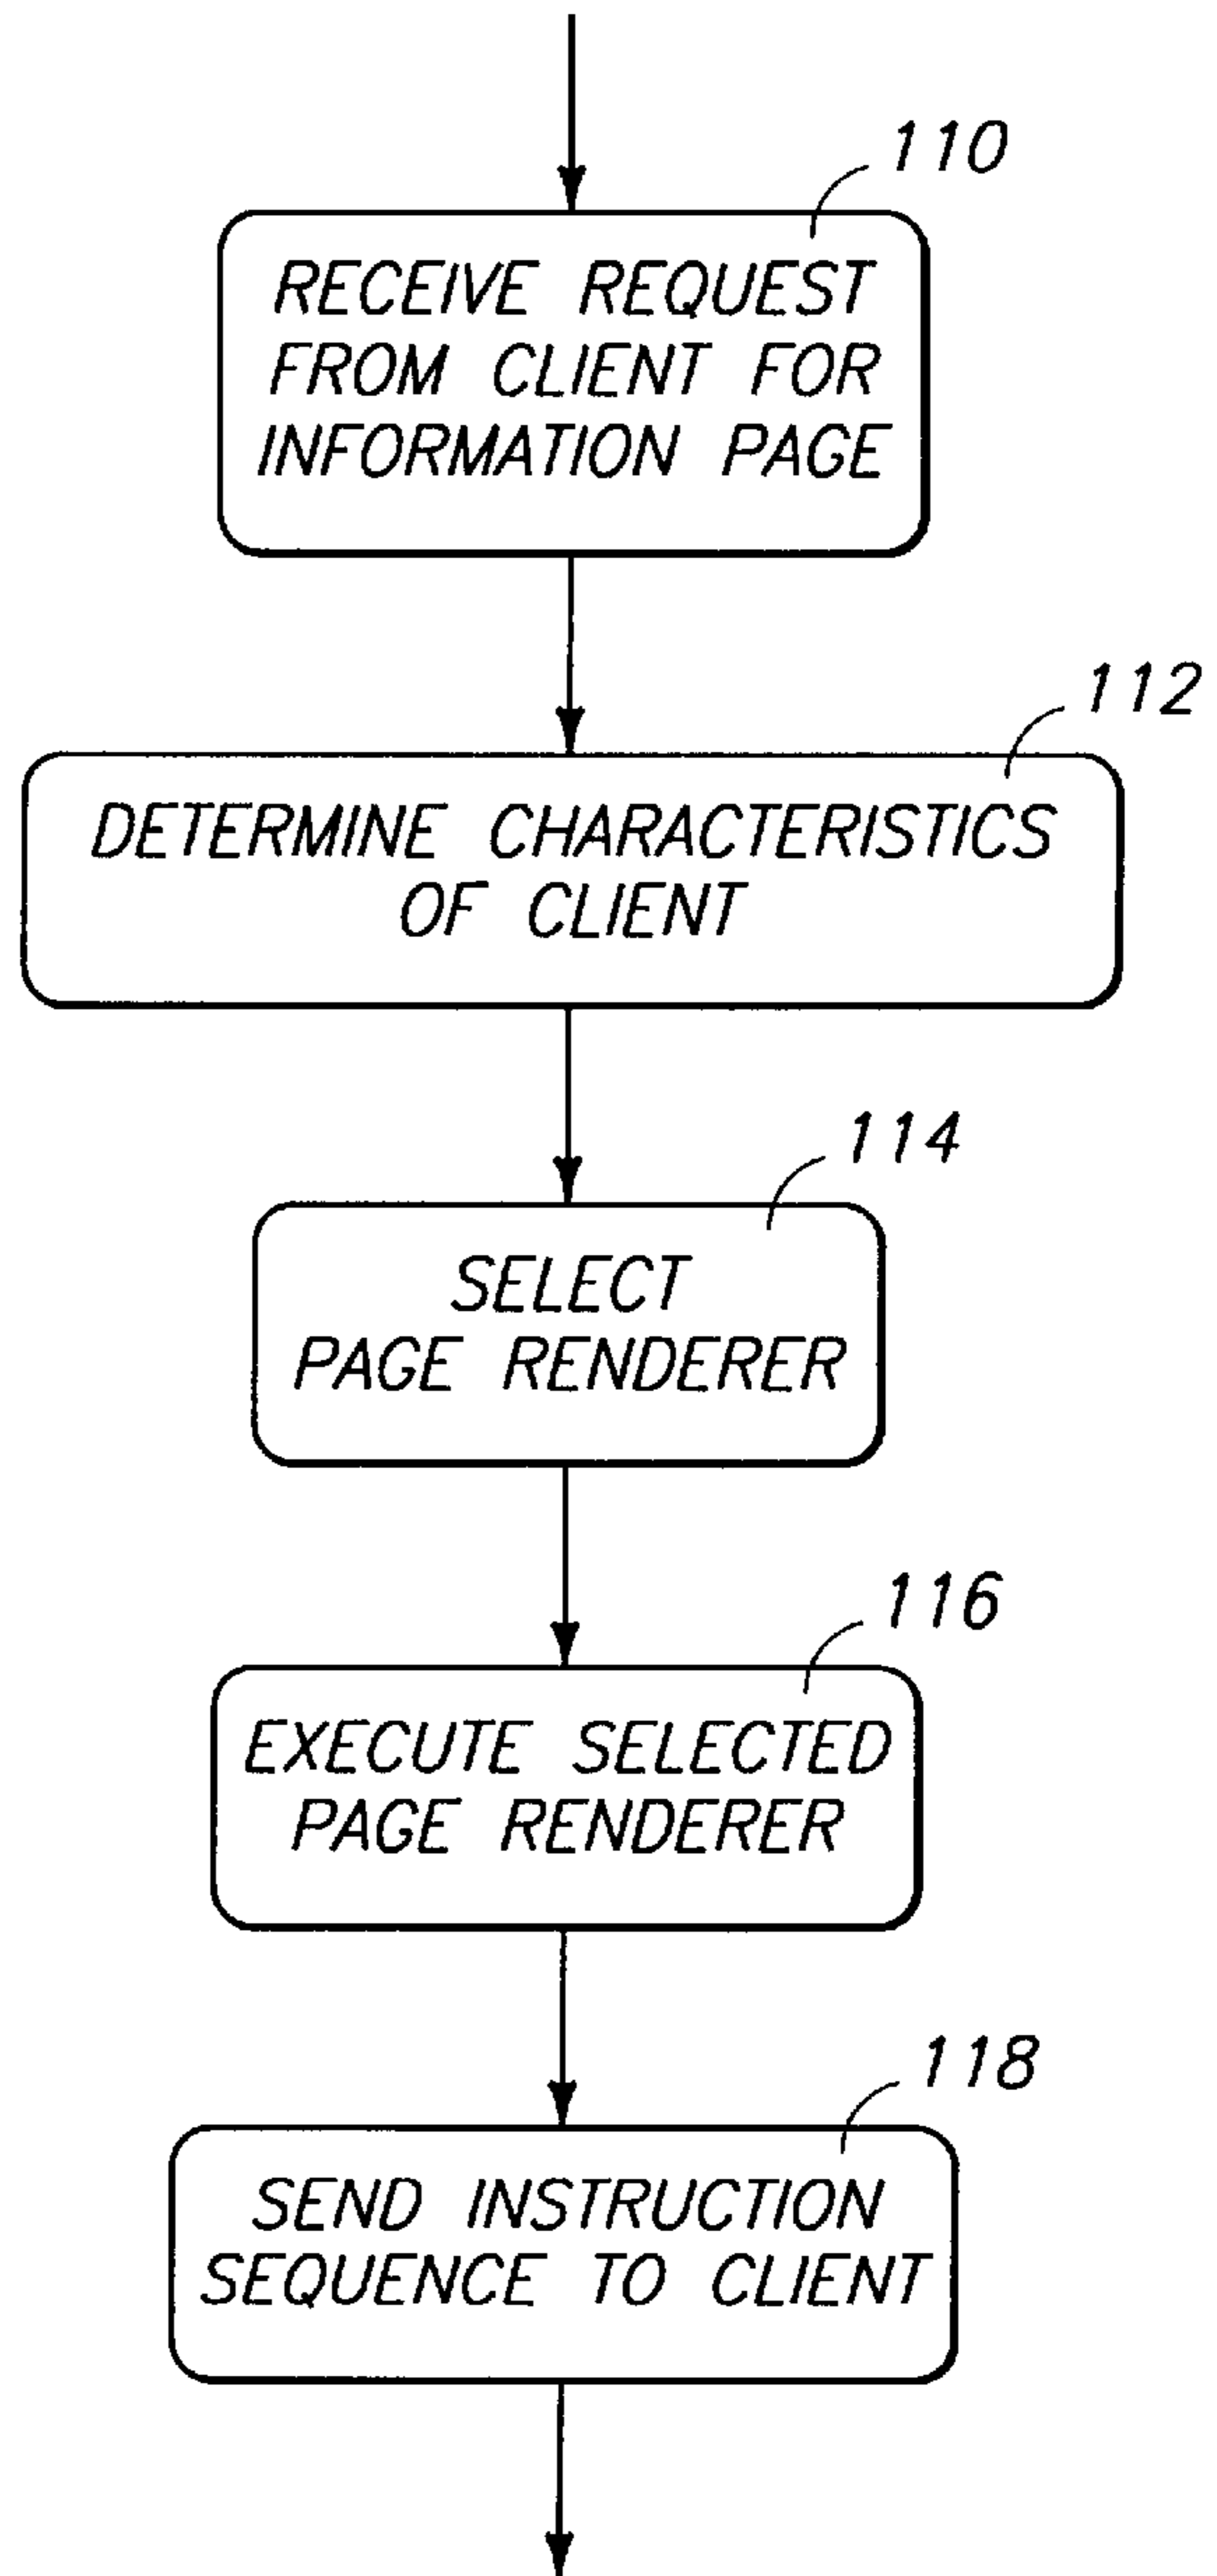 110
RECEIVE REQUEST
FROM CLIENT FOR
INFORMATION PAGE
112
DETERMINE CHARACTERISTICS
OF CLIENT
114
SELECT
PAGE RENDERER
116
EXECUTE SELECTED
PAGE RENDERER
118
SEND INSTRUCTION
SEQUENCE TO CLIENT